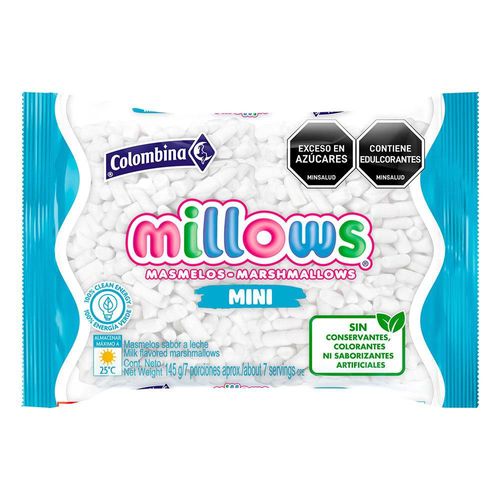 Colombina
®
EXCESO EN
AZÚCARES
MINSALUD
CONTIENE
EDULCORANTES
MINSALUD
millows®
MASMELOS - MARSHMALLOWS
MINI
100% CLEAN ENERGY
100% ENERGÍA VERDE
ALMACENAR
MÁXIMO A
25°C
Masmelos sabor a leche
Milk flavored marshmallows
Cont. Neto
Net Weight 145 g/7 porciones aprox./about 7 servings
SIN
CONSERVANTES,
COLORANTES
NI SABORIZANTES
ARTIFICIALES